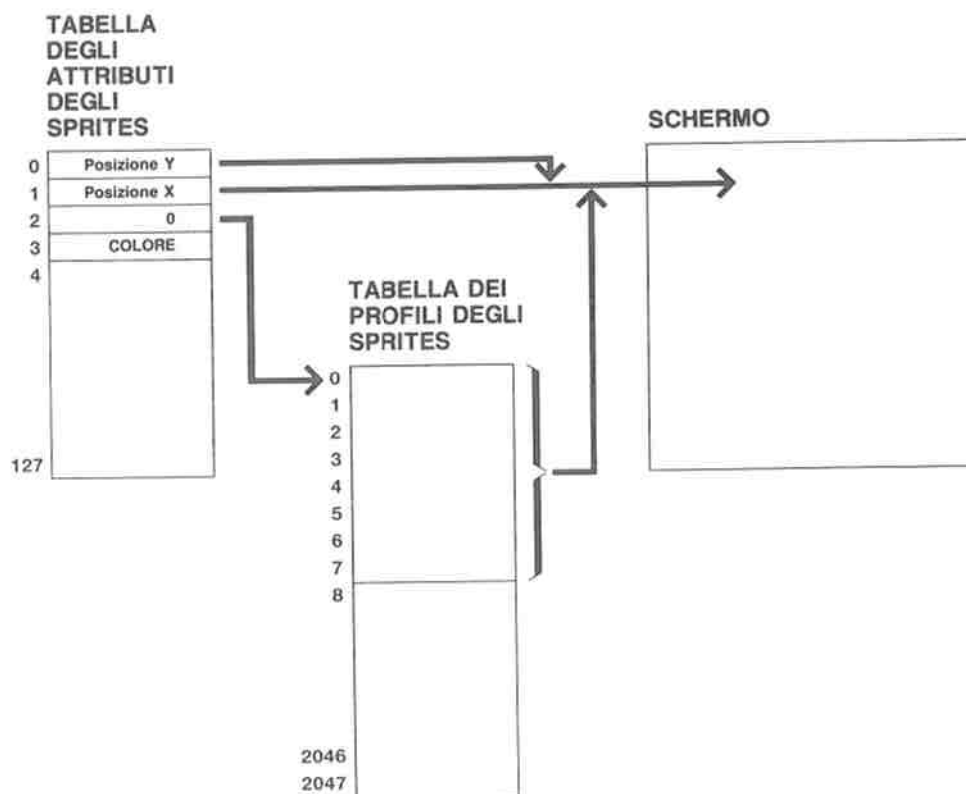 TABELLA
DEGLI
ATTRIBUTI
DEGLI
SPRITES
0 Posizione Y
1 Posizione X
2 0
3 COLORE
4
127
SCHERMO
TABELLA DEI
PROFILI DEGLI
SPRITES
0
1
2
3
4
5
6
7
8
2046
2047